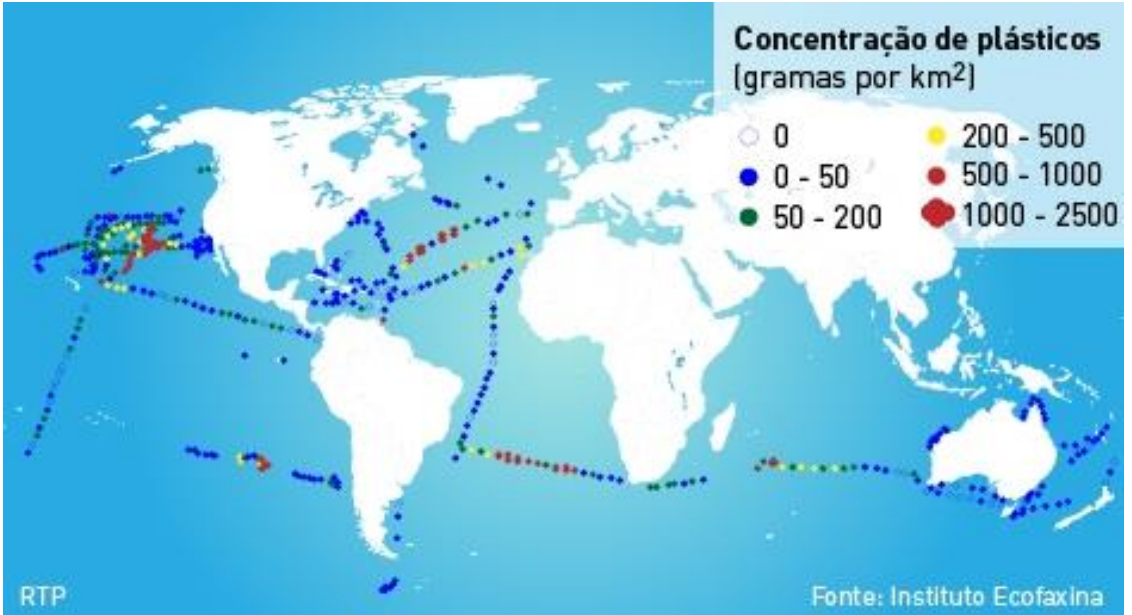 Concentração de plásticos
(gramas por km²)
0
200 - 500
0 - 50
500 - 1000
50 - 200
1000 - 2500
RTP
Fonte: Instituto Ecofaxina